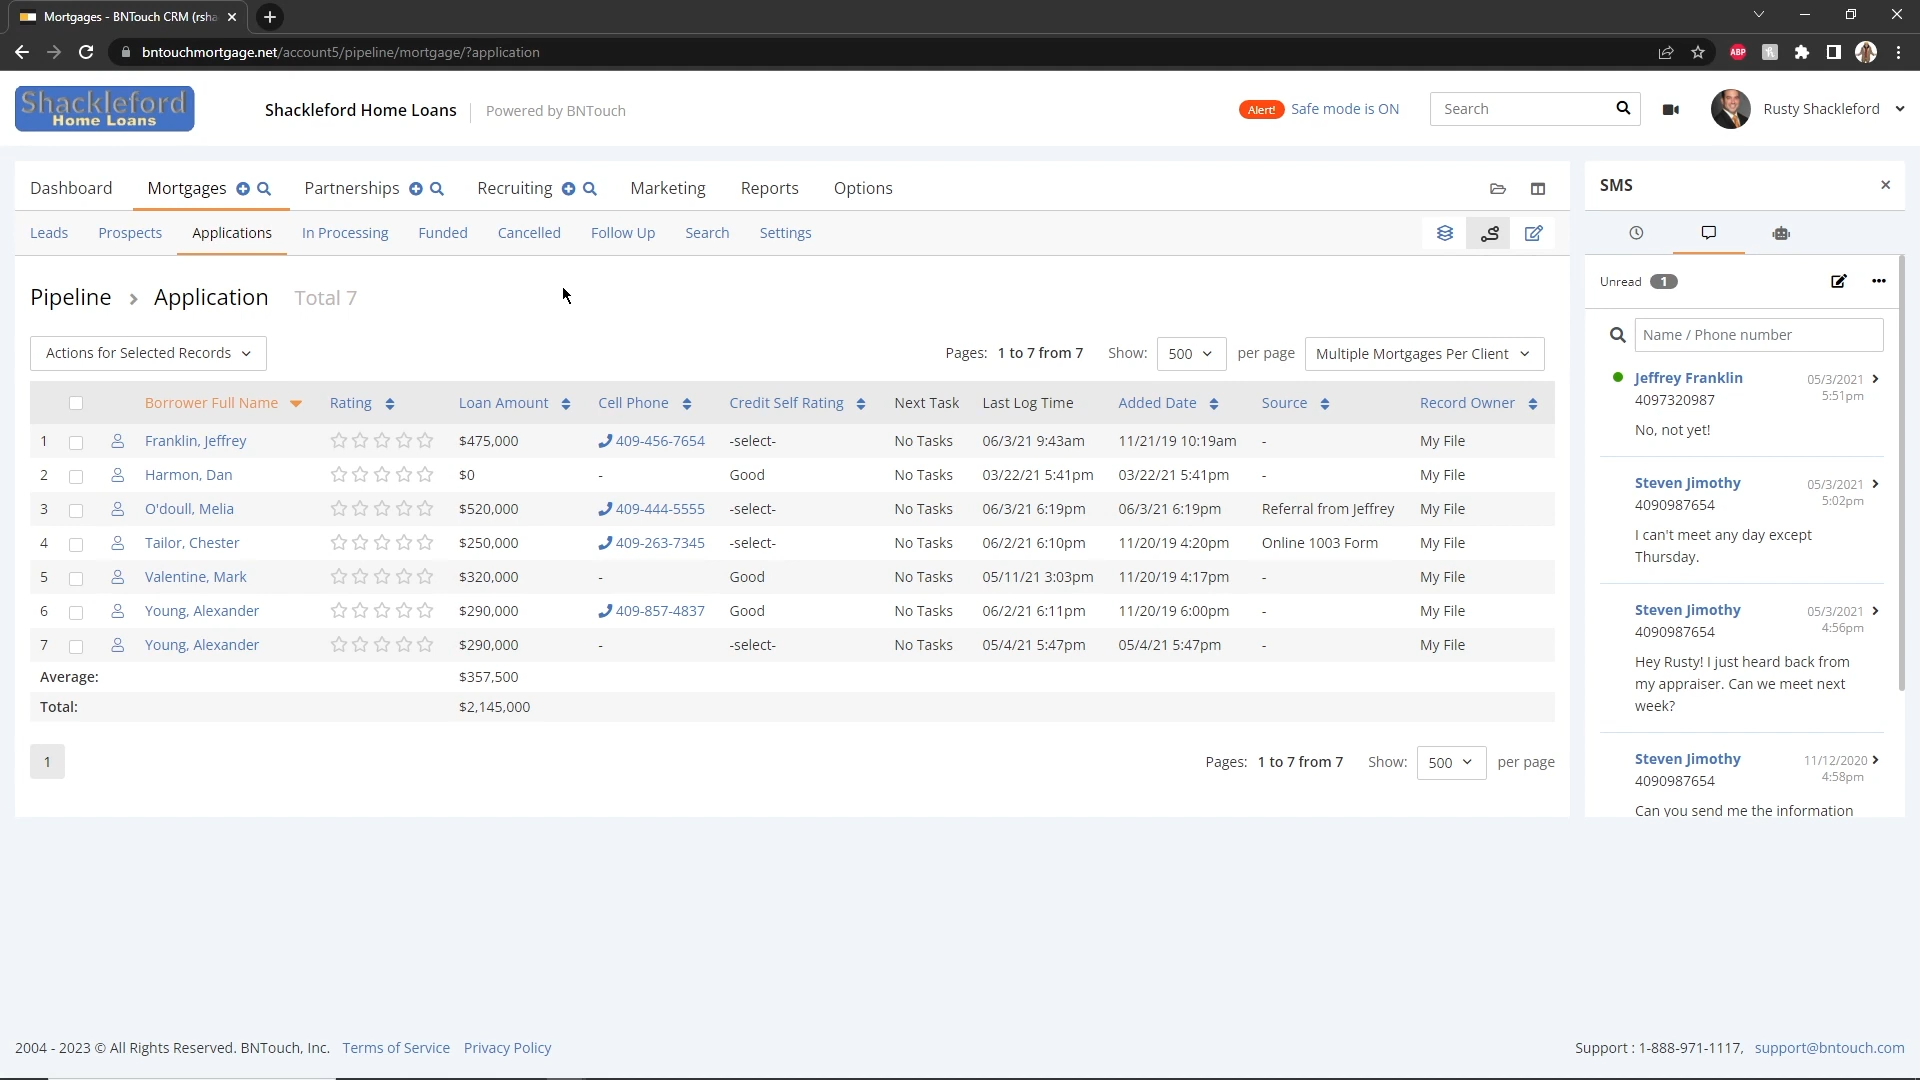 Mortgages - BNTouch CRM (rsha
bntouchmortgage.net/account5/pipeline/mortgage/?application
ABP
Shackleford
Home Loans
Shackleford Home Loans Powered by BNTouch
Alert! Safe mode is ON
Search
Rusty Shackleford
Dashboard Mortgages Partnerships Recruiting Marketing Reports Options
Leads Prospects Applications In Processing Funded Cancelled Follow Up Search Settings
Pipeline > Application Total 7
Actions for Selected Records
Pages: 1 to 7 from 7 Show: 500 per page Multiple Mortgages Per Client
Borrower Full Name Rating Loan Amount Cell Phone Credit Self Rating Next Task Last Log Time Added Date Source Record Owner
1 Franklin, Jeffrey $475,000 409-456-7654 -select- No Tasks 06/3/21 9:43am 11/21/19 10:19am - My File
2 Harmon, Dan $0 - Good No Tasks 03/22/21 5:41pm 03/22/21 5:41pm - My File
3 O'doull, Melia $520,000 409-444-5555 -select- No Tasks 06/3/21 6:19pm 06/3/21 6:19pm Referral from Jeffrey My File
4 Tailor, Chester $250,000 409-263-7345 -select- No Tasks 06/2/21 6:10pm 11/20/19 4:20pm Online 1003 Form My File
5 Valentine, Mark $320,000 - Good No Tasks 05/11/21 3:03pm 11/20/19 4:17pm - My File
6 Young, Alexander $290,000 409-857-4837 Good No Tasks 06/2/21 6:11pm 11/20/19 6:00pm - My File
7 Young, Alexander $290,000 - -select- No Tasks 05/4/21 5:47pm 05/4/21 5:47pm - My File
Average: $357,500
Total: $2,145,000
1
Pages: 1 to 7 from 7 Show: 500 per page
SMS
Unread 1
Name / Phone number
Jeffrey Franklin 05/3/2021
4097320987 5:51pm
No, not yet!
Steven Jimothy 05/3/2021
4090987654 5:02pm
I can't meet any day except
Thursday.
Steven Jimothy 05/3/2021
4090987654 4:56pm
Hey Rusty! I just heard back from
my appraiser. Can we meet next
week?
Steven Jimothy 11/12/2020
4090987654 4:58pm
Can you send me the information
2004 - 2023 © All Rights Reserved. BNTouch, Inc. Terms of Service Privacy Policy
Support : 1-888-971-1117, support@bntouch.com